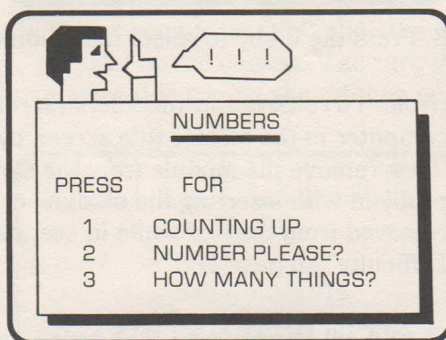 ! ! !
NUMBERS
PRESS FOR
1 COUNTING UP
2 NUMBER PLEASE?
3 HOW MANY THINGS?